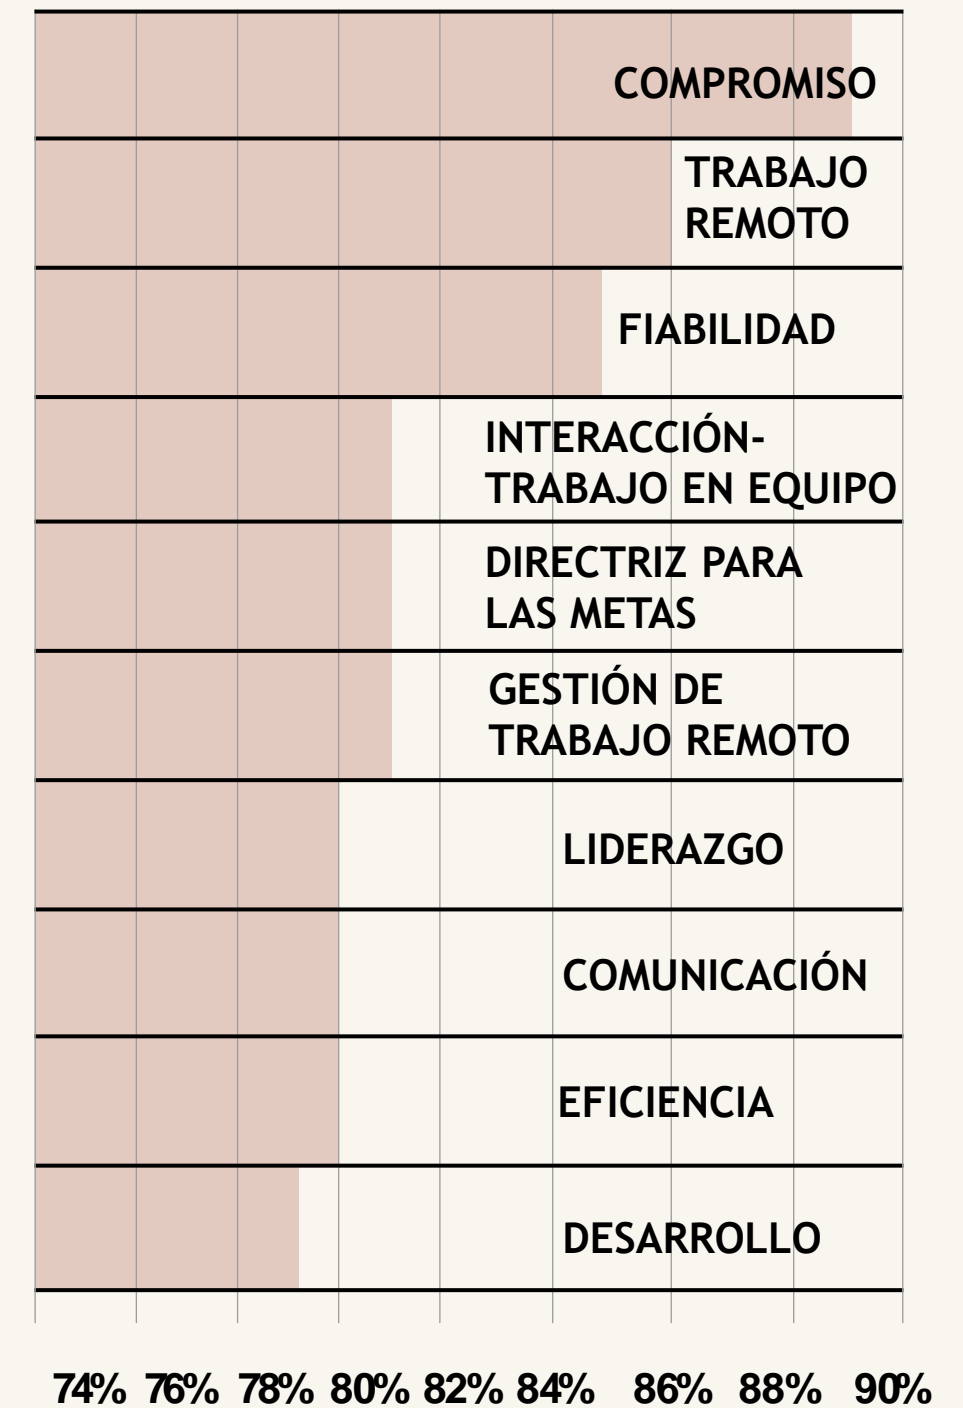 COMPROMISO
TRABAJO
REMOTO
FIABILIDAD
INTERACCIÓN-
TRABAJO EN EQUIPO
DIRECTRIZ PARA
LAS METAS
GESTIÓN DE
TRABAJO REMOTO
LIDERAZGO
COMUNICACIÓN
EFICIENCIA
DESARROLLO
74% 76% 78% 80% 82% 84% 86% 88% 90%